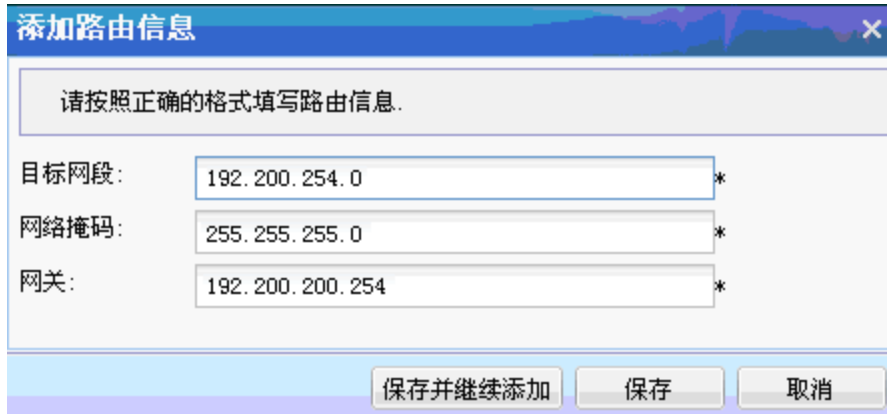 添加路由信息
请按照正确的格式填写路由信息.
目标网段: 192.200.254.0 *
网络掩码: 255.255.255.0 *
网关: 192.200.200.254 *
保存并继续添加 保存 取消